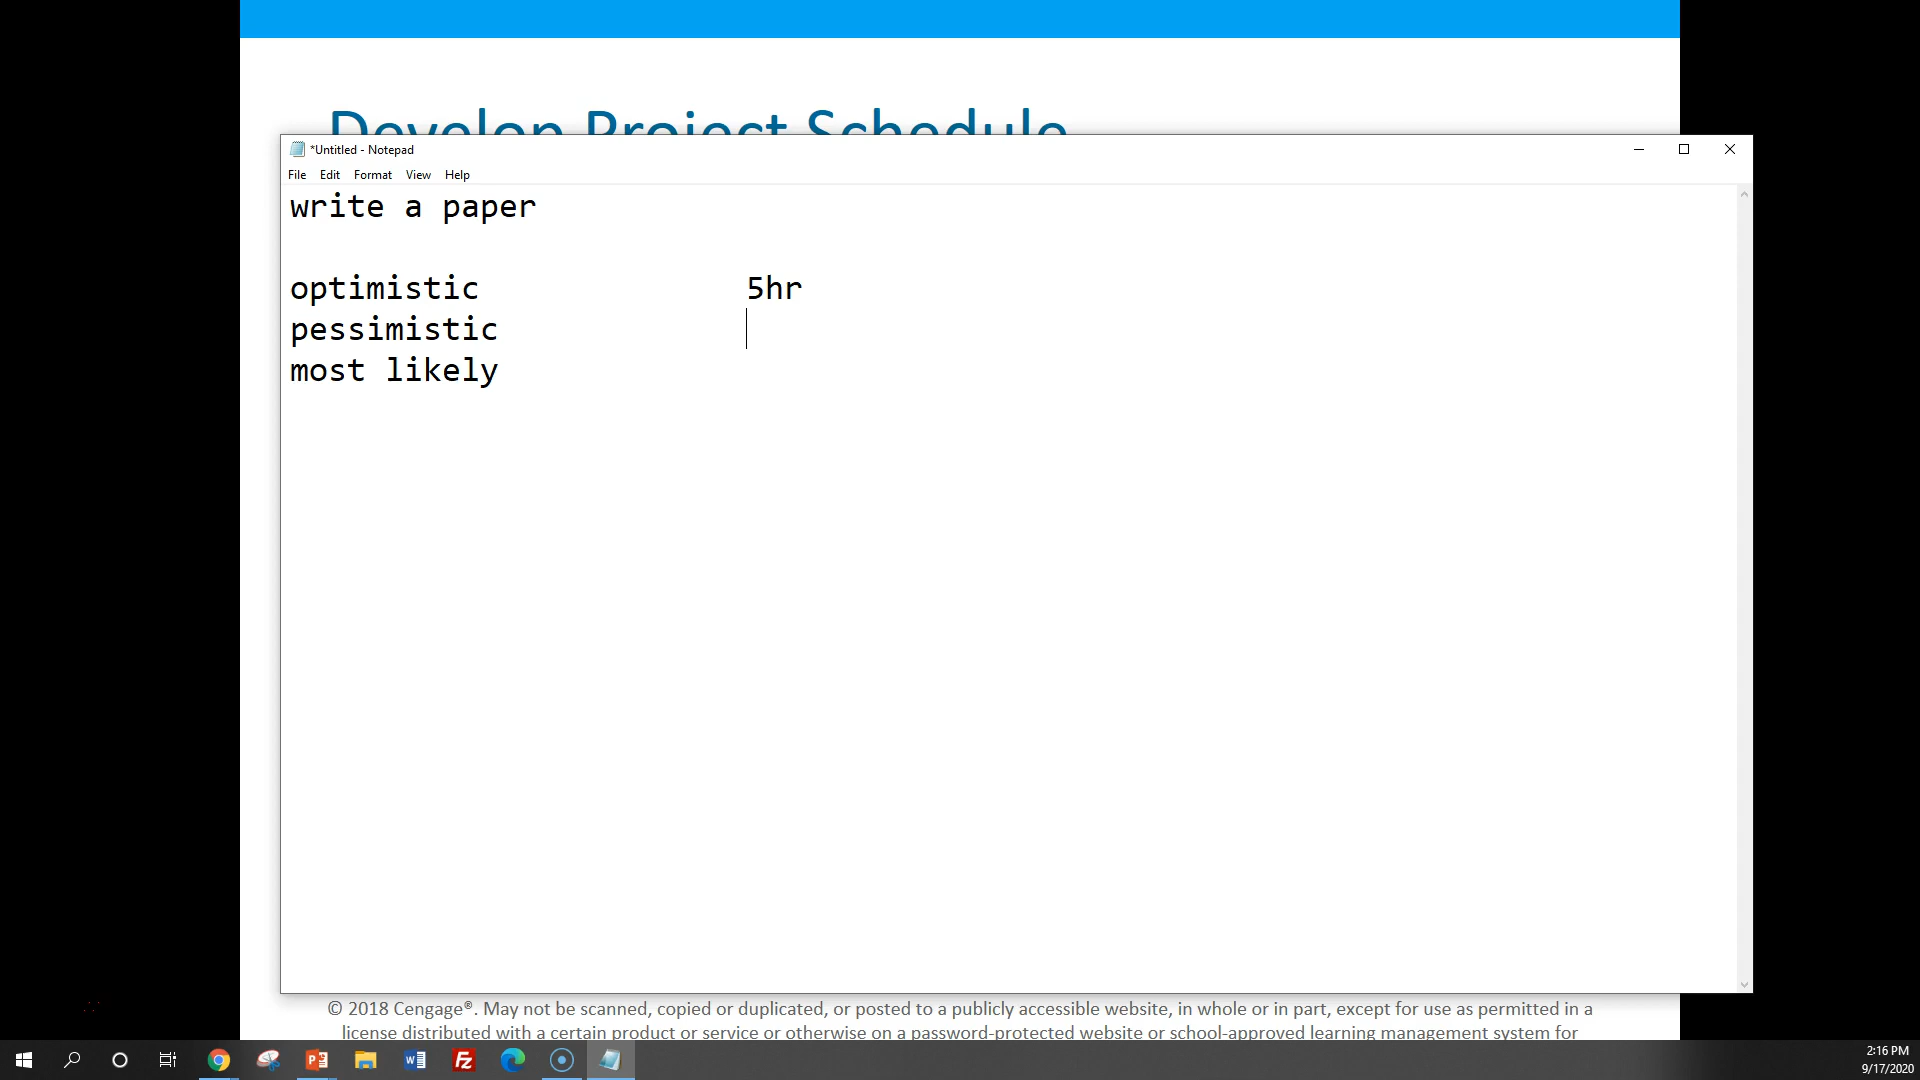 Develop Project Schedule
*Untitled - Notepad
File Edit Format View Help
write a paper
optimistic 5hr
pessimistic
most likely
© 2018 Cengage®. May not be scanned, copied or duplicated, or posted to a publicly accessible website, in whole or in part, except for use as permitted in a
license distributed with a certain product or service or otherwise on a password-protected website or school-approved learning management system for
2:16 PM
9/17/2020